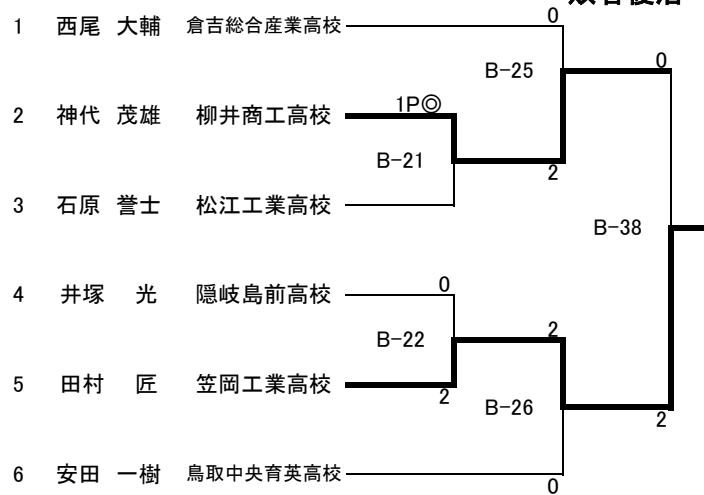 0
1 西尾 大輔 倉吉総合産業高校
B-25
0
1P◎
2 神代 茂雄 柳井商工高校
B-21
2
3 石原 誉士 松江工業高校
B-38
0
4 井塚 光 隠岐島前高校
B-22
2
5 田村 匠 笠岡工業高校
2
B-26
2
6 安田 一樹 鳥取中央育英高校
0